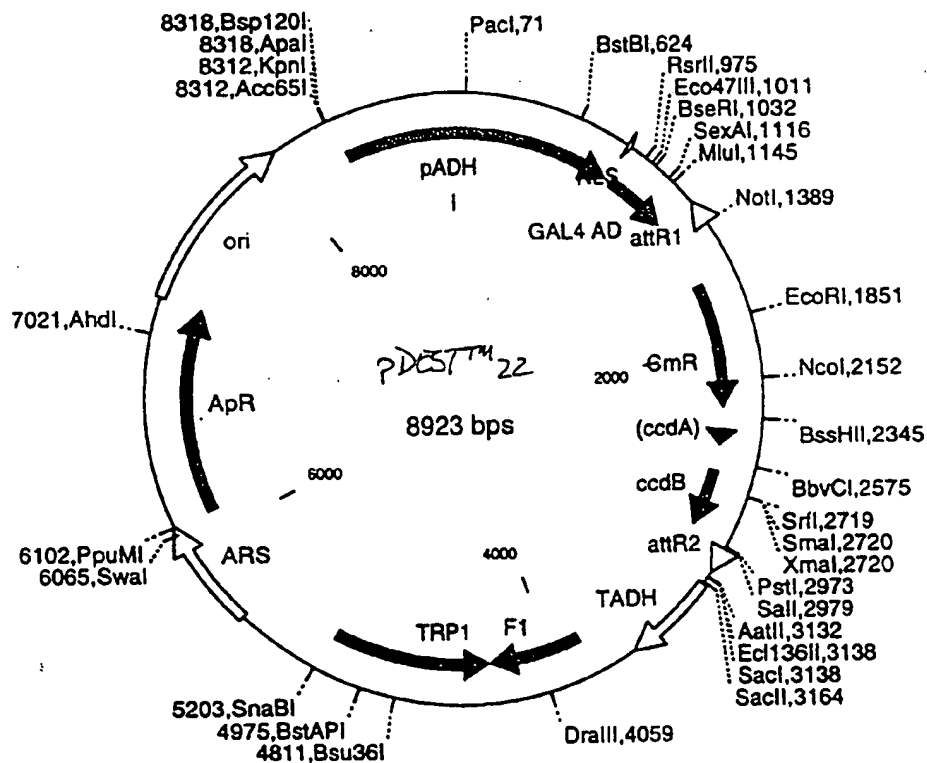 8318,Bsp120I
8318,ApaI
8312,KpnI
8312,Acc65I
PacI,71
BstBI,624
RsrII,975
Eco47III,1011
BseRI,1032
SexAI,1116
MluI,1145
NotI,1389
pADH
NLS
GAL4 AD
attR1
ori
8000
EcoRI,1851
7021,AhdI
pDEST™22
2000
CmR
NcoI,2152
ApR
8923 bps
(ccdA)
BssHII,2345
6000
ccdB
BbvCI,2575
SrfI,2719
SmaI,2720
XmaI,2720
attR2
6102,PpuMI
6065,SwaI
ARS
4000
PstI,2973
SalI,2979
TADH
AatII,3132
Ecl136II,3138
SacI,3138
SacII,3164
TRP1
F1
5203,SnaBI
4975,BstAPI
4811,Bsu36I
DraIII,4059